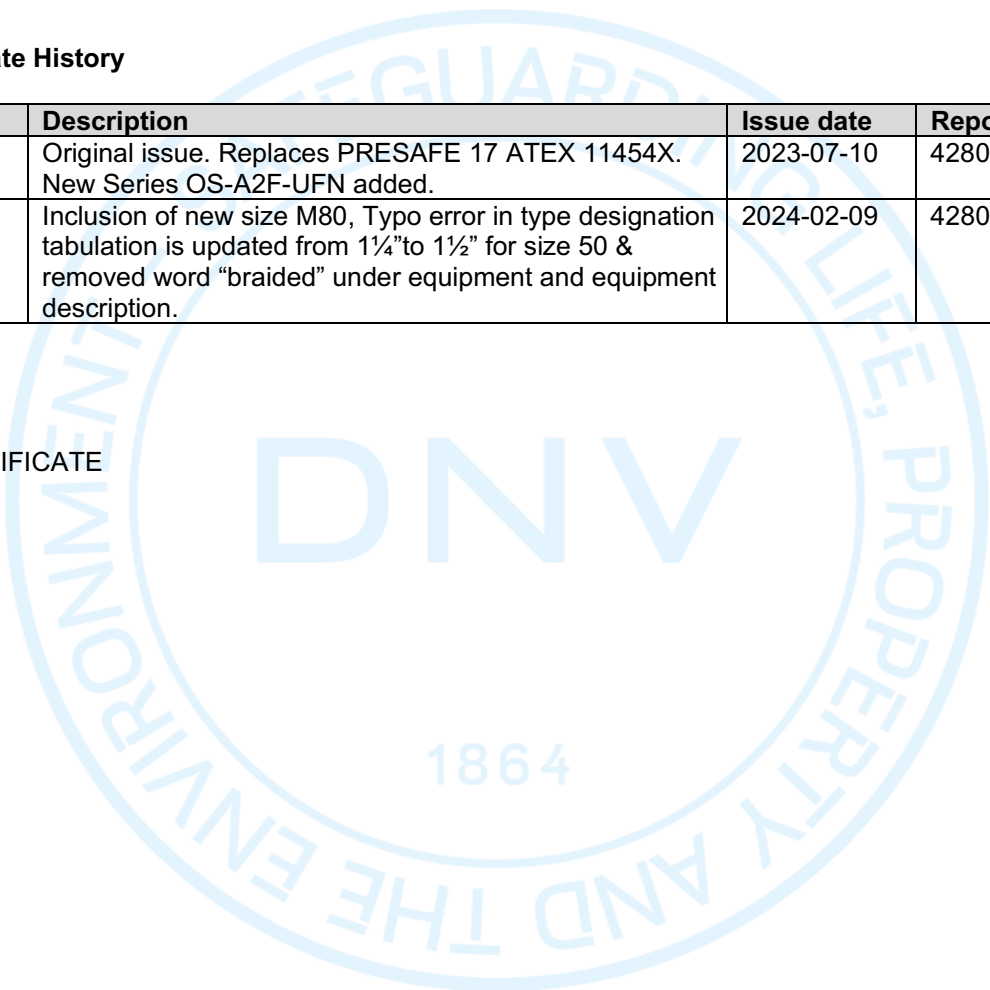 ate History
Description Issue date Repo
Original issue. Replaces PRESAFE 17 ATEX 11454X. 2023-07-10 4280
New Series OS-A2F-UFN added.
Inclusion of new size M80, Typo error in type designation 2024-02-09 4280
tabulation is updated from 1¼”to 1½” for size 50 &
removed word “braided” under equipment and equipment
description.
IFICATE
SAFEGUARDING LIFE, PROPERTY AND THE ENVIRONMENT
DNV
1864